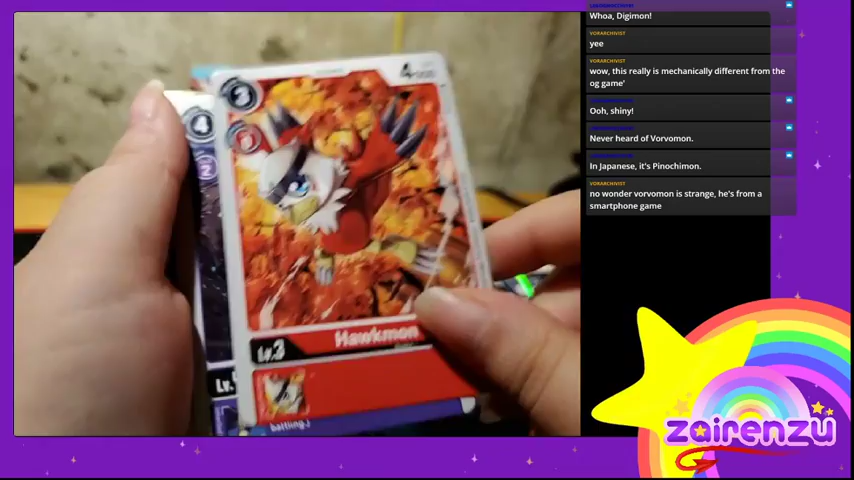 Whoa, Digimon!
VORARCHIVIST
yee
VORARCHIVIST
wow, this really is mechanically different from the
og game'
Ooh, shiny!
Never heard of Vorvomon.
In Japanese, it's Pinochimon.
VORARCHIVIST
no wonder vorvomon is strange, he's from a
smartphone game
3
4
4
2
Hawkmon
Lv.3
Lv.
zairenzu